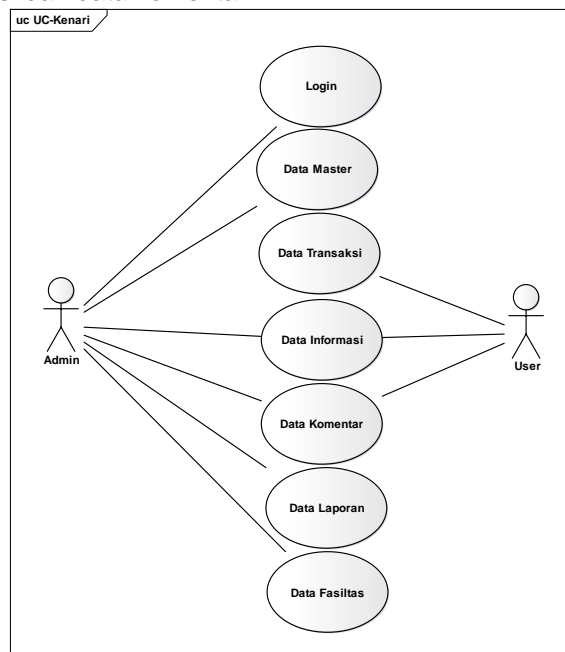 uc UC-Kenari
Login
Data Master
Data Transaksi
Data Informasi
Admin
User
Data Komentar
Data Laporan
Data Fasiltas